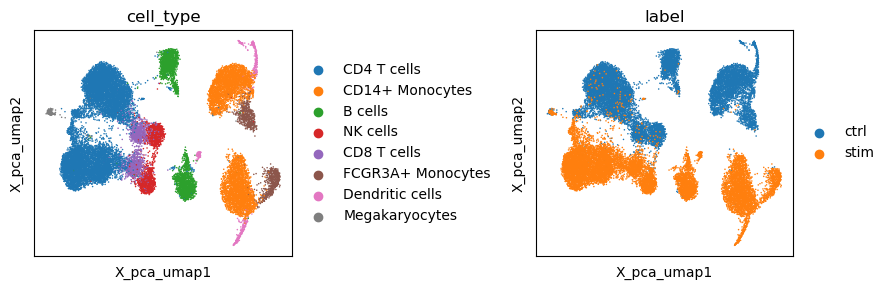 cell_type
X_pca_umap2
X_pca_umap1
CD4 T cells
CD14+ Monocytes
B cells
NK cells
CD8 T cells
FCGR3A+ Monocytes
Dendritic cells
Megakaryocytes
label
X_pca_umap2
X_pca_umap1
ctrl
stim